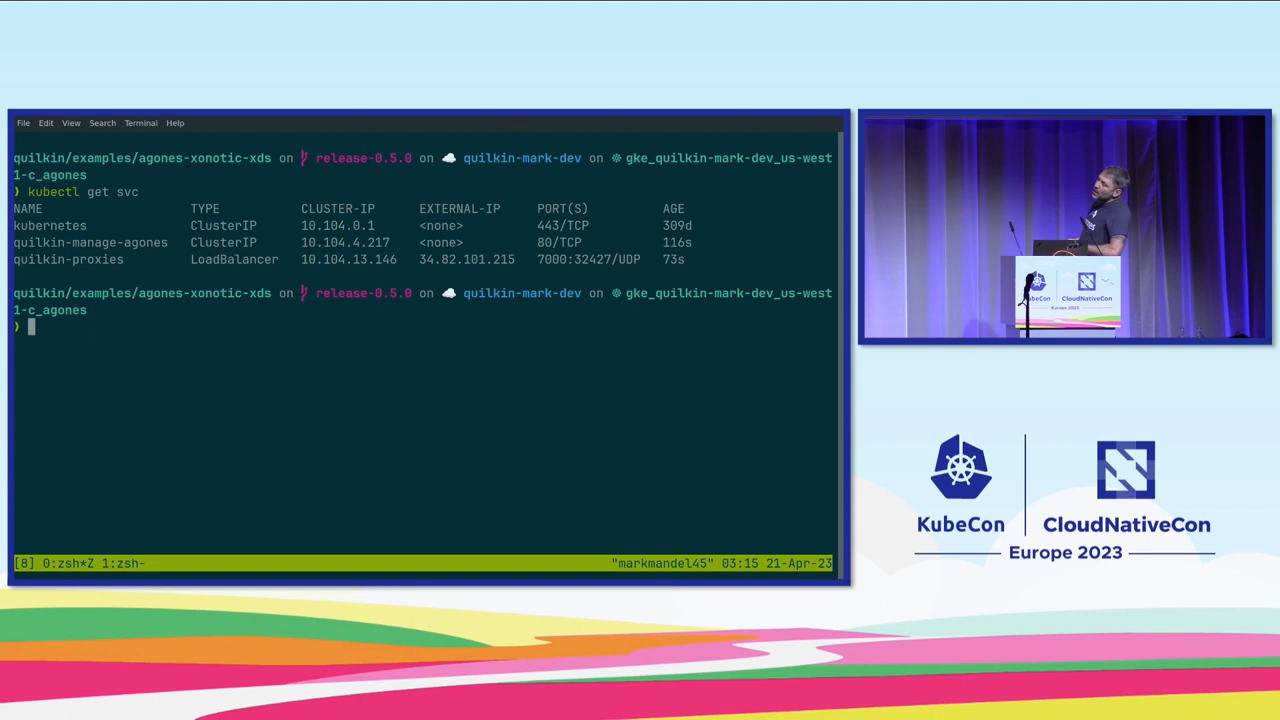 File Edit View Search Terminal Help
quilkin/examples/agones-xonotic-xds on release-0.5.0 on ☁️ quilkin-mark-dev on ☸ gke_quilkin-mark-dev_us-west
1-c_agones
❯ kubectl get svc
NAME TYPE CLUSTER-IP EXTERNAL-IP PORT(S) AGE
kubernetes ClusterIP 10.104.0.1 <none> 443/TCP 309d
quilkin-manage-agones ClusterIP 10.104.4.217 <none> 80/TCP 116s
quilkin-proxies LoadBalancer 10.104.13.146 34.82.101.215 7000:32427/UDP 73s
quilkin/examples/agones-xonotic-xds on release-0.5.0 on ☁️ quilkin-mark-dev on ☸ gke_quilkin-mark-dev_us-west
1-c_agones
❯
[8] 0:zsh*Z 1:zsh- "markmandel45" 03:15 21-Apr-23
CloudNativeCon
Europe 2023
KubeCon CloudNativeCon
Europe 2023